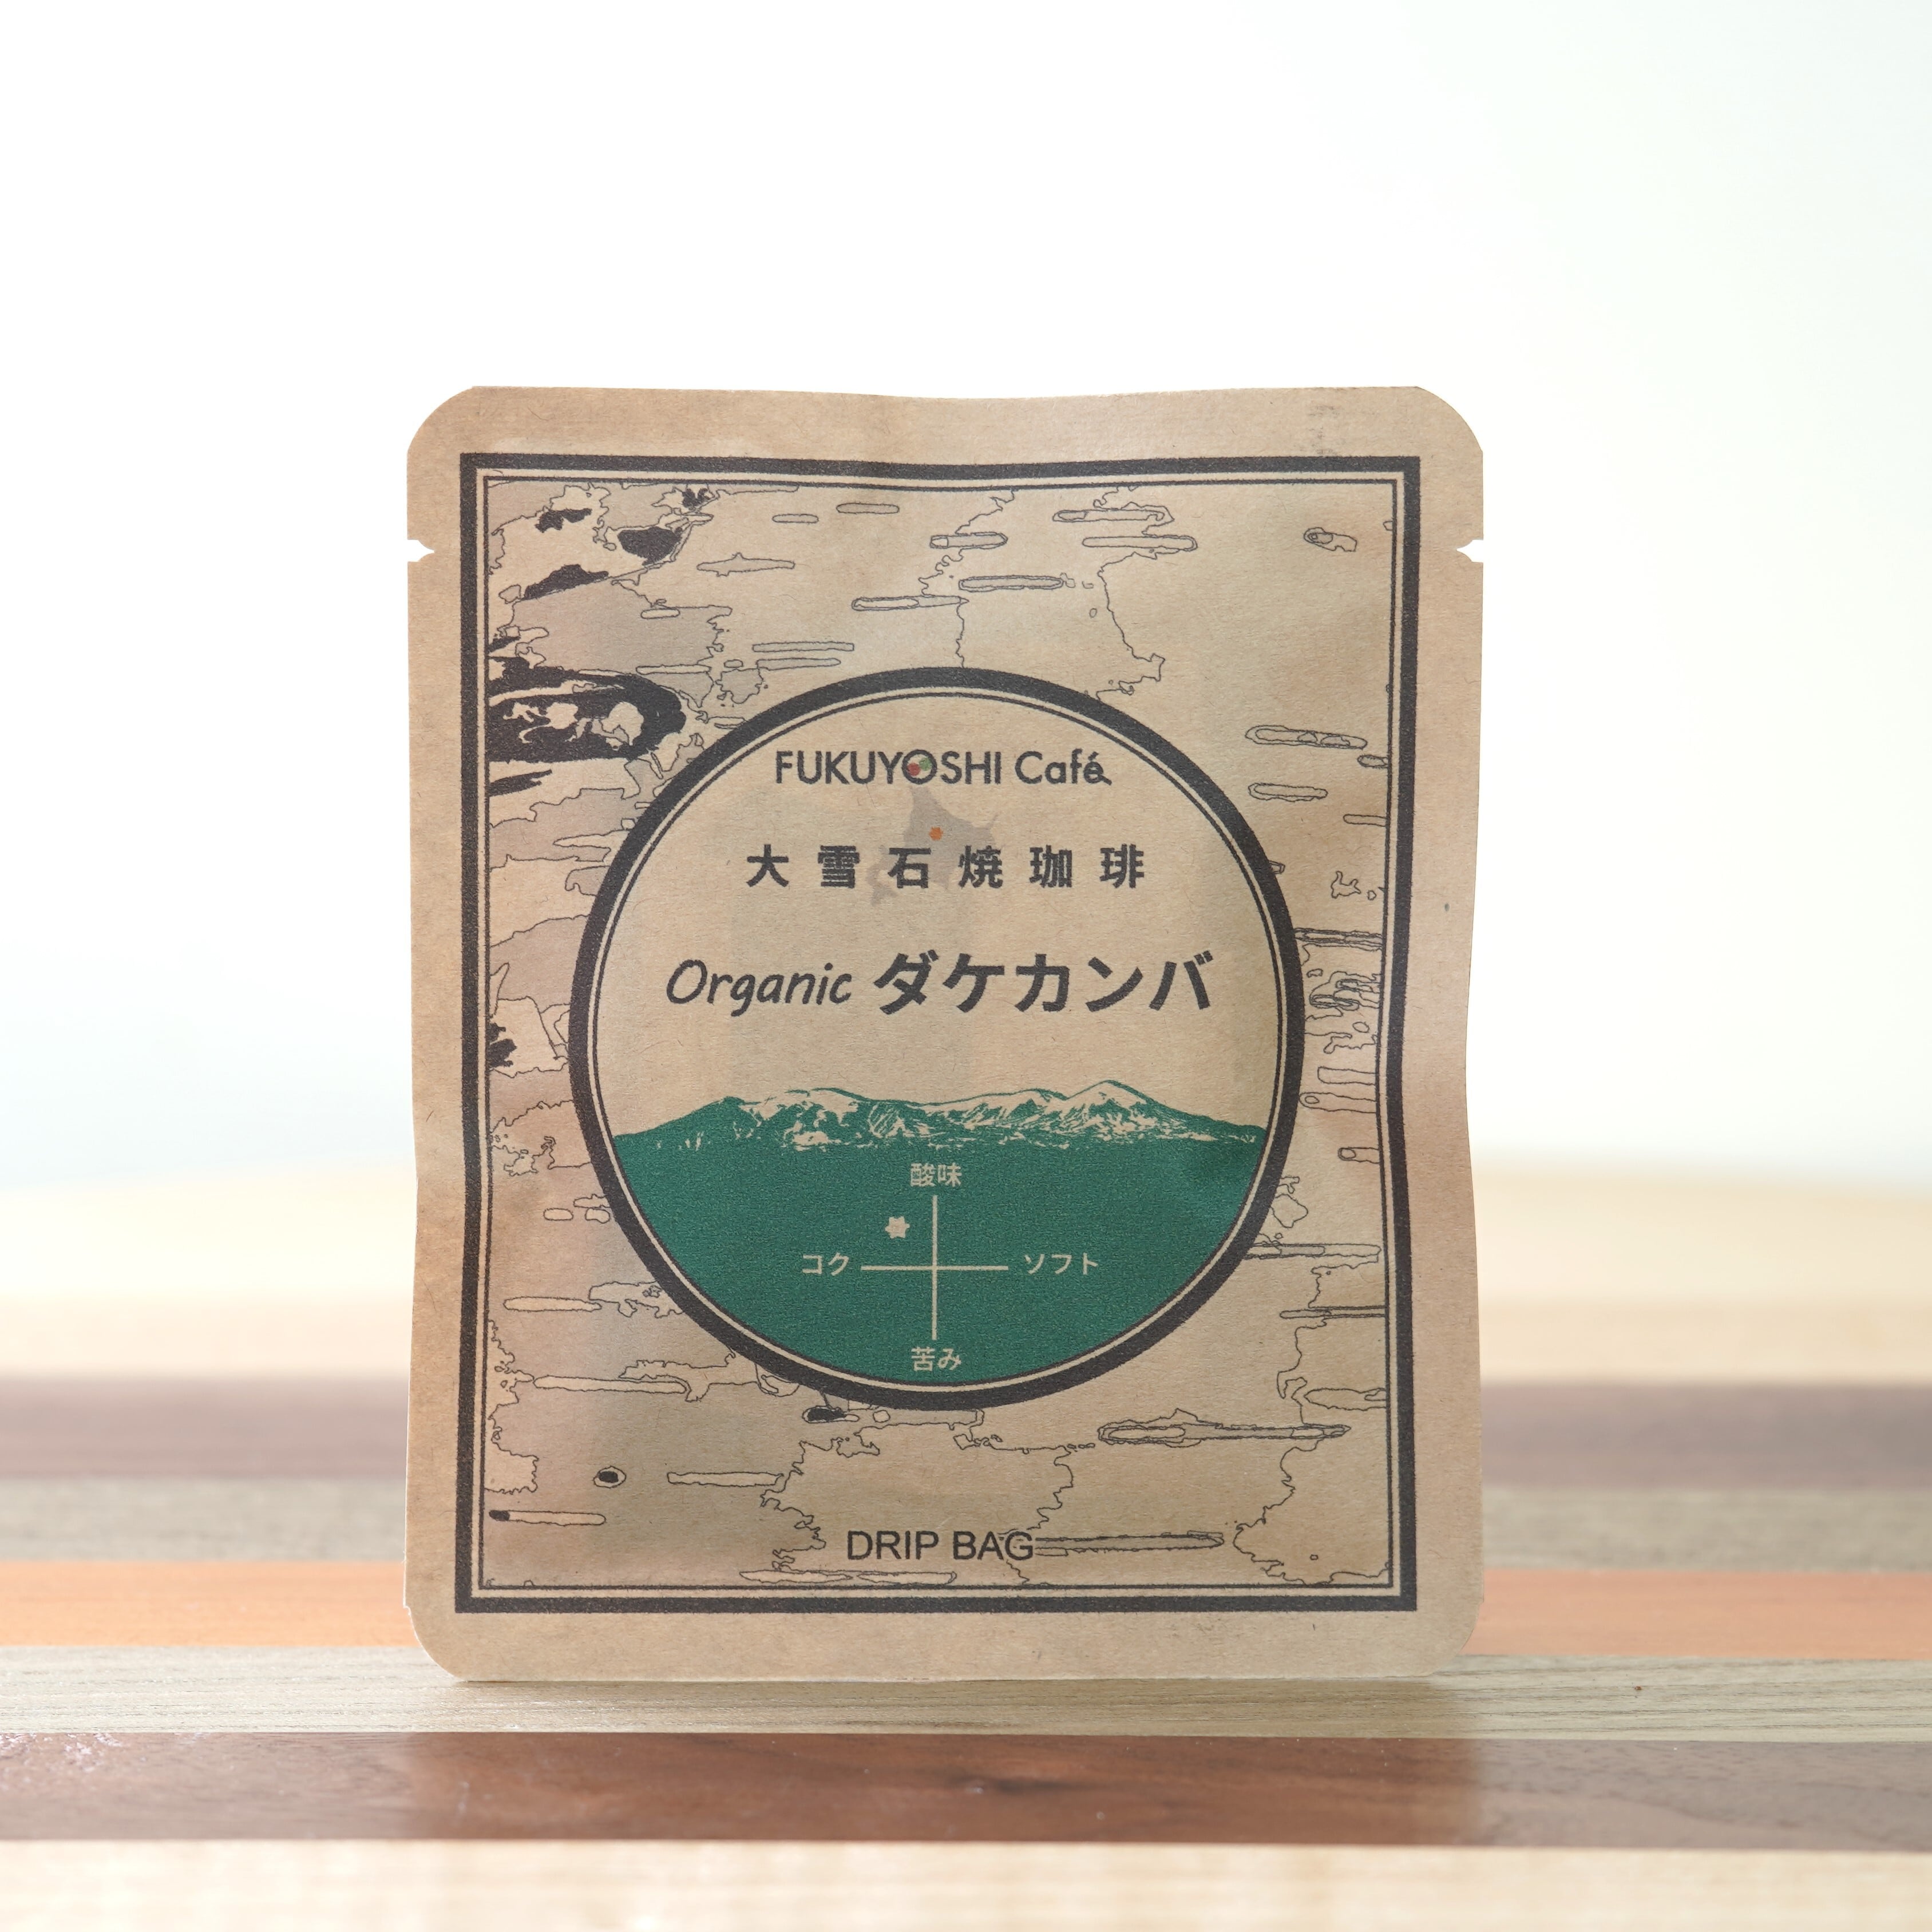 FUKUYOSHI Café
大雪石焼珈琲
Organic ダケカンバ
酸味
コク ソフト
苦み
DRIP BAG